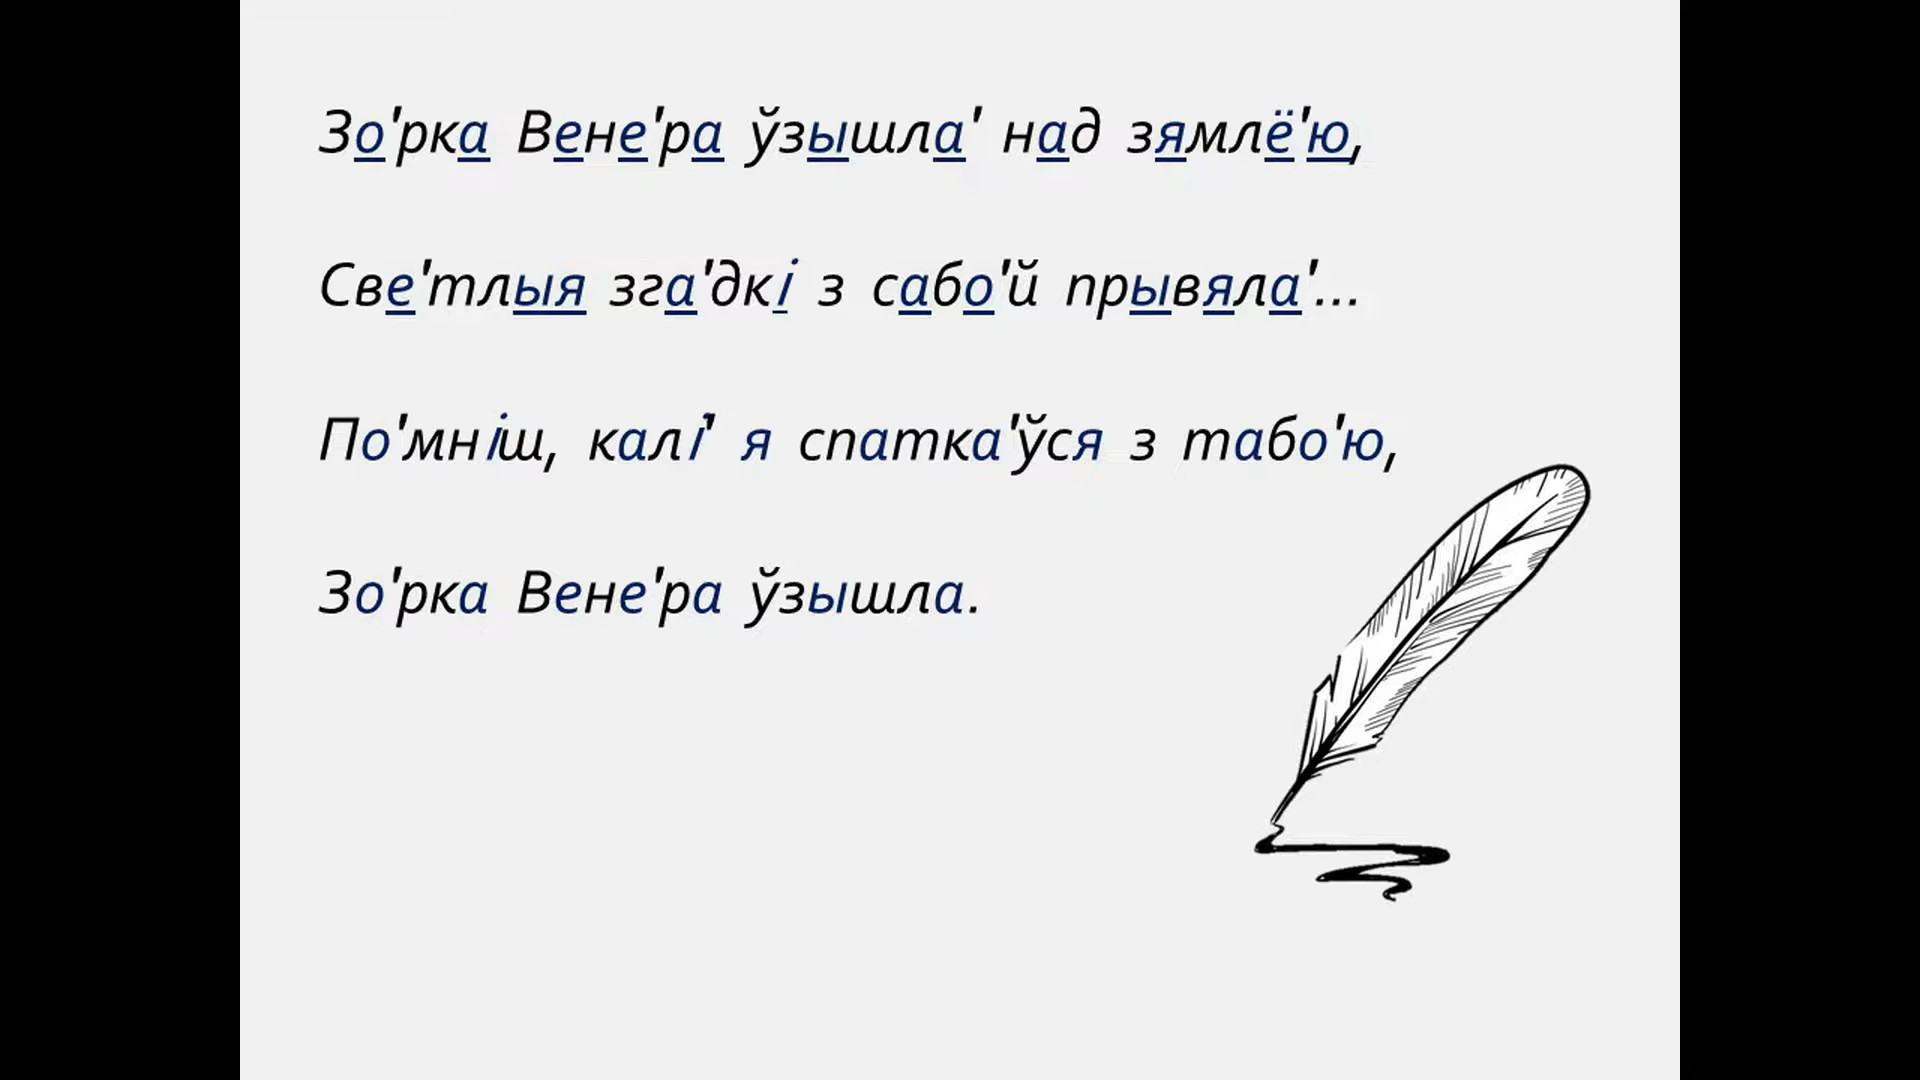 Зо'рка Вене'ра ўзышла' над зямлё'ю,
Све'тлыя зга'дкі з сабо'й прывяла'...
По'мніш, калі' я спатка'ўся з табо'ю,
Зо'рка Вене'ра ўзышла.